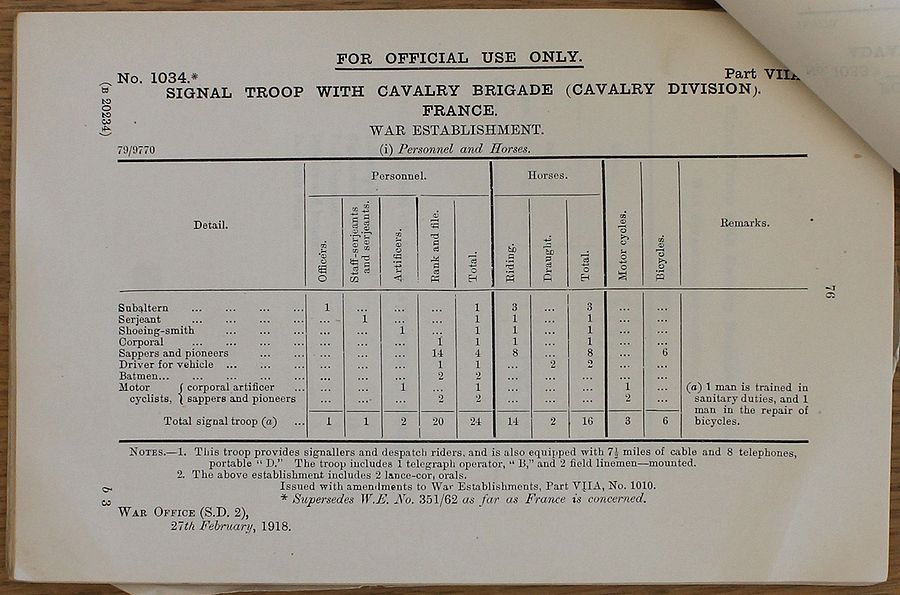 FOR OFFICIAL USE ONLY.
No. 1034.* Part VIIA
SIGNAL TROOP WITH CAVALRY BRIGADE (CAVALRY DIVISION).
FRANCE.
WAR ESTABLISHMENT.
79/9770 (i) Personnel and Horses.
(B 20234)
Detail. Personnel. Horses. Motor cycles. Bicycles. Remarks.
Officers. Staff-serjeants and serjeants. Artificers. Rank and file. Total. Riding. Draught. Total.
Subaltern ... ... ... ... 1 ... ... ... 1 3 ... 3 ... ...
Serjeant ... ... ... ... ... 1 ... ... 1 1 ... 1 ... ...
Shoeing-smith ... ... ... ... ... 1 ... 1 1 ... 1 ... ...
Corporal ... ... ... ... ... ... ... 1 1 1 ... 1 ... ...
Sappers and pioneers ... ... ... ... ... 14 4 8 ... 8 ... 6
Driver for vehicle ... ... ... ... ... ... 1 1 ... 2 2 ... ...
Batmen... ... ... ... ... ... ... ... 2 2 ... ... ... ... ...
Motor { corporal artificer ... ... 1 ... 1 ... ... ... 1 ... (a) 1 man is trained in
cyclists, { sappers and pioneers ... ... ... 2 2 ... ... ... 2 ... sanitary duties, and 1
man in the repair of
Total signal troop (a) ... 1 1 2 20 24 14 2 16 3 6 bicycles.
76
NOTES.—1. This troop provides signallers and despatch riders, and is also equipped with 7½ miles of cable and 8 telephones,
portable "D." The troop includes 1 telegraph operator, "B," and 2 field linemen—mounted.
2. The above establishment includes 2 lance-corporals.
Issued with amendments to War Establishments, Part VIIA, No. 1010.
* Supersedes W.E. No. 351/62 as far as France is concerned.
b 3
WAR OFFICE (S.D. 2),
27th February, 1918.